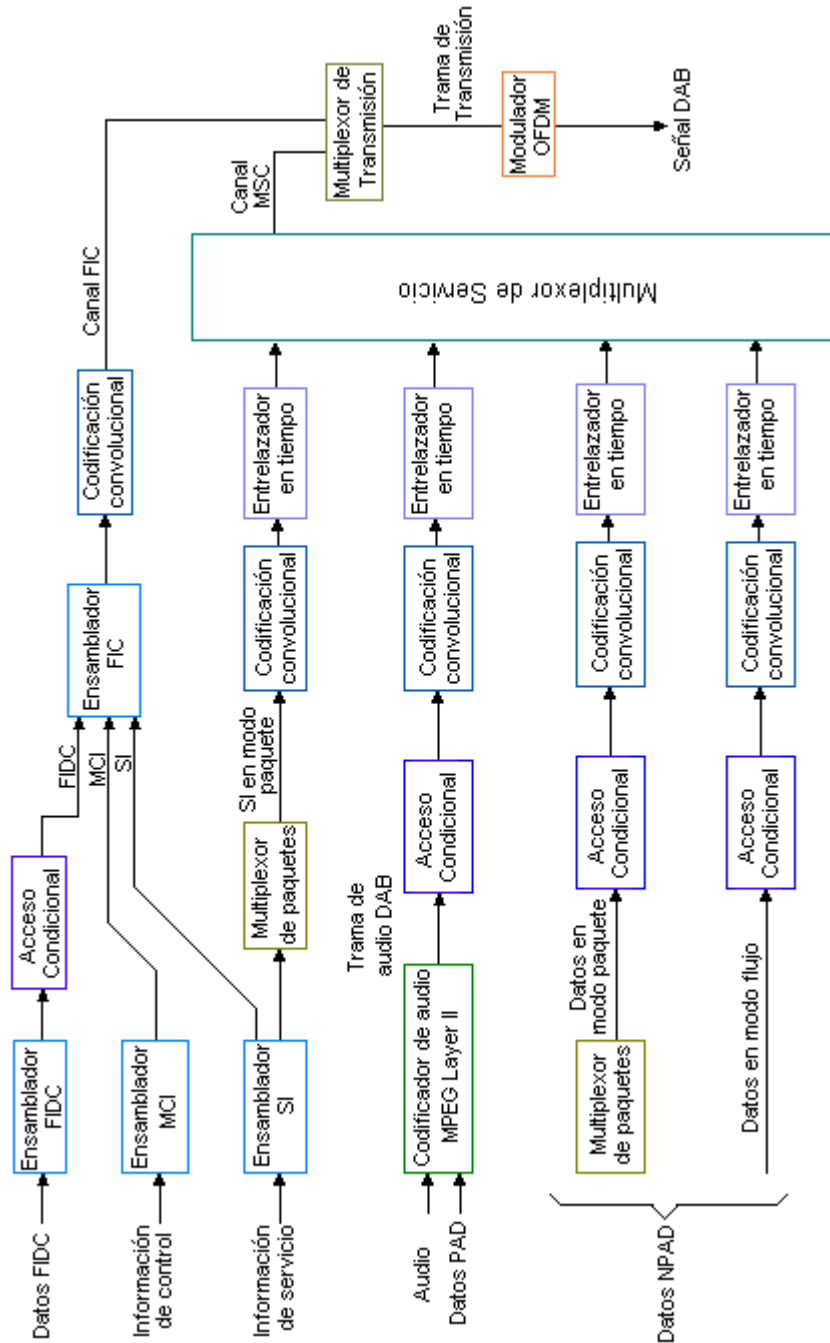 Datos FIDC
Ensamblador
FIDC
Acceso
Condicional
FIDC
MCI
SI
Ensamblador
FIC
Codificación
convolucional
Canal FIC
Información
de control
Ensamblador
MCI
Información
de servicio
Ensamblador
SI
Multiplexor
de paquetes
SI en modo
paquete
Codificación
convolucional
Entrelazador
en tiempo
Audio
Datos PAD
Codificador de audio
MPEG Layer II
Trama de
audio DAB
Acceso
Condicional
Codificación
convolucional
Entrelazador
en tiempo
Datos NPAD
Multiplexor
de paquetes
Datos en
modo paquete
Acceso
Condicional
Codificación
convolucional
Entrelazador
en tiempo
Datos en modo flujo
Acceso
Condicional
Codificación
convolucional
Entrelazador
en tiempo
Multiplexor de Servicio
Canal
MSC
Multiplexor de
Transmisión
Trama de
Transmisión
Modulador
OFDM
Señal DAB